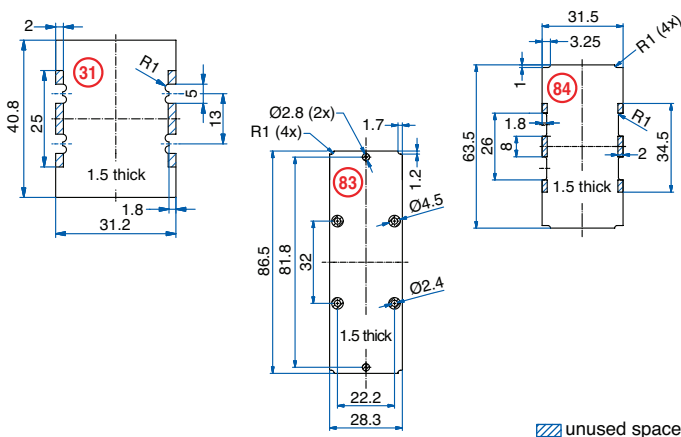 2
31
R1
5
13
40.8
25
1.5 thick
1.8
31.2
Ø2.8 (2x)
R1 (4x)
1.7
1.2
83
Ø4.5
86.5
81.8
32
Ø2.4
1.5 thick
22.2
28.3
31.5
3.25
R1 (4x)
1
84
1.8
R1
63.5
26
8
2
34.5
1.5 thick
unused space